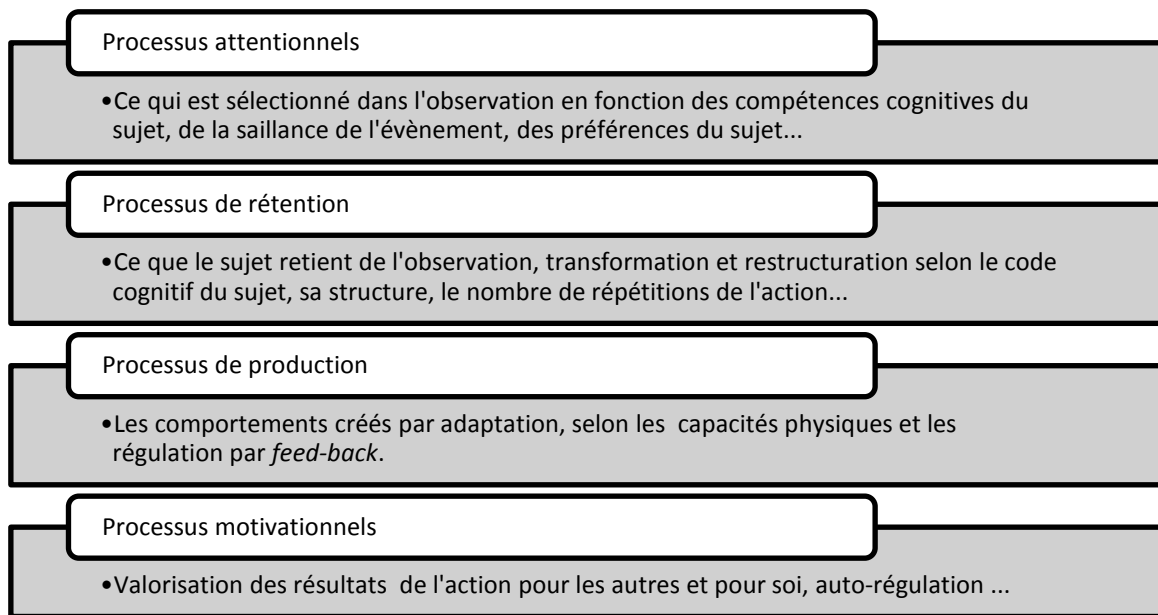 Processus attentionnels
•Ce qui est sélectionné dans l'observation en fonction des compétences cognitives du
sujet, de la saillance de l'évènement, des préférences du sujet...
Processus de rétention
•Ce que le sujet retient de l'observation, transformation et restructuration selon le code
cognitif du sujet, sa structure, le nombre de répétitions de l'action...
Processus de production
•Les comportements créés par adaptation, selon les  capacités physiques et les
régulation par feed-back.
Processus motivationnels
•Valorisation des résultats  de l'action pour les autres et pour soi, auto-régulation ...